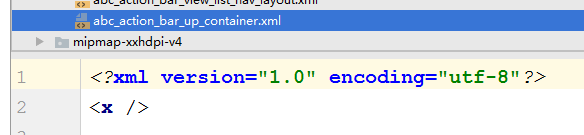 abc_action_bar_view_list_nav_layout.xml
abc_action_bar_up_container.xml
mipmap-xxhdpi-v4
1 <?xml version="1.0" encoding="utf-8"?>
2 <x />